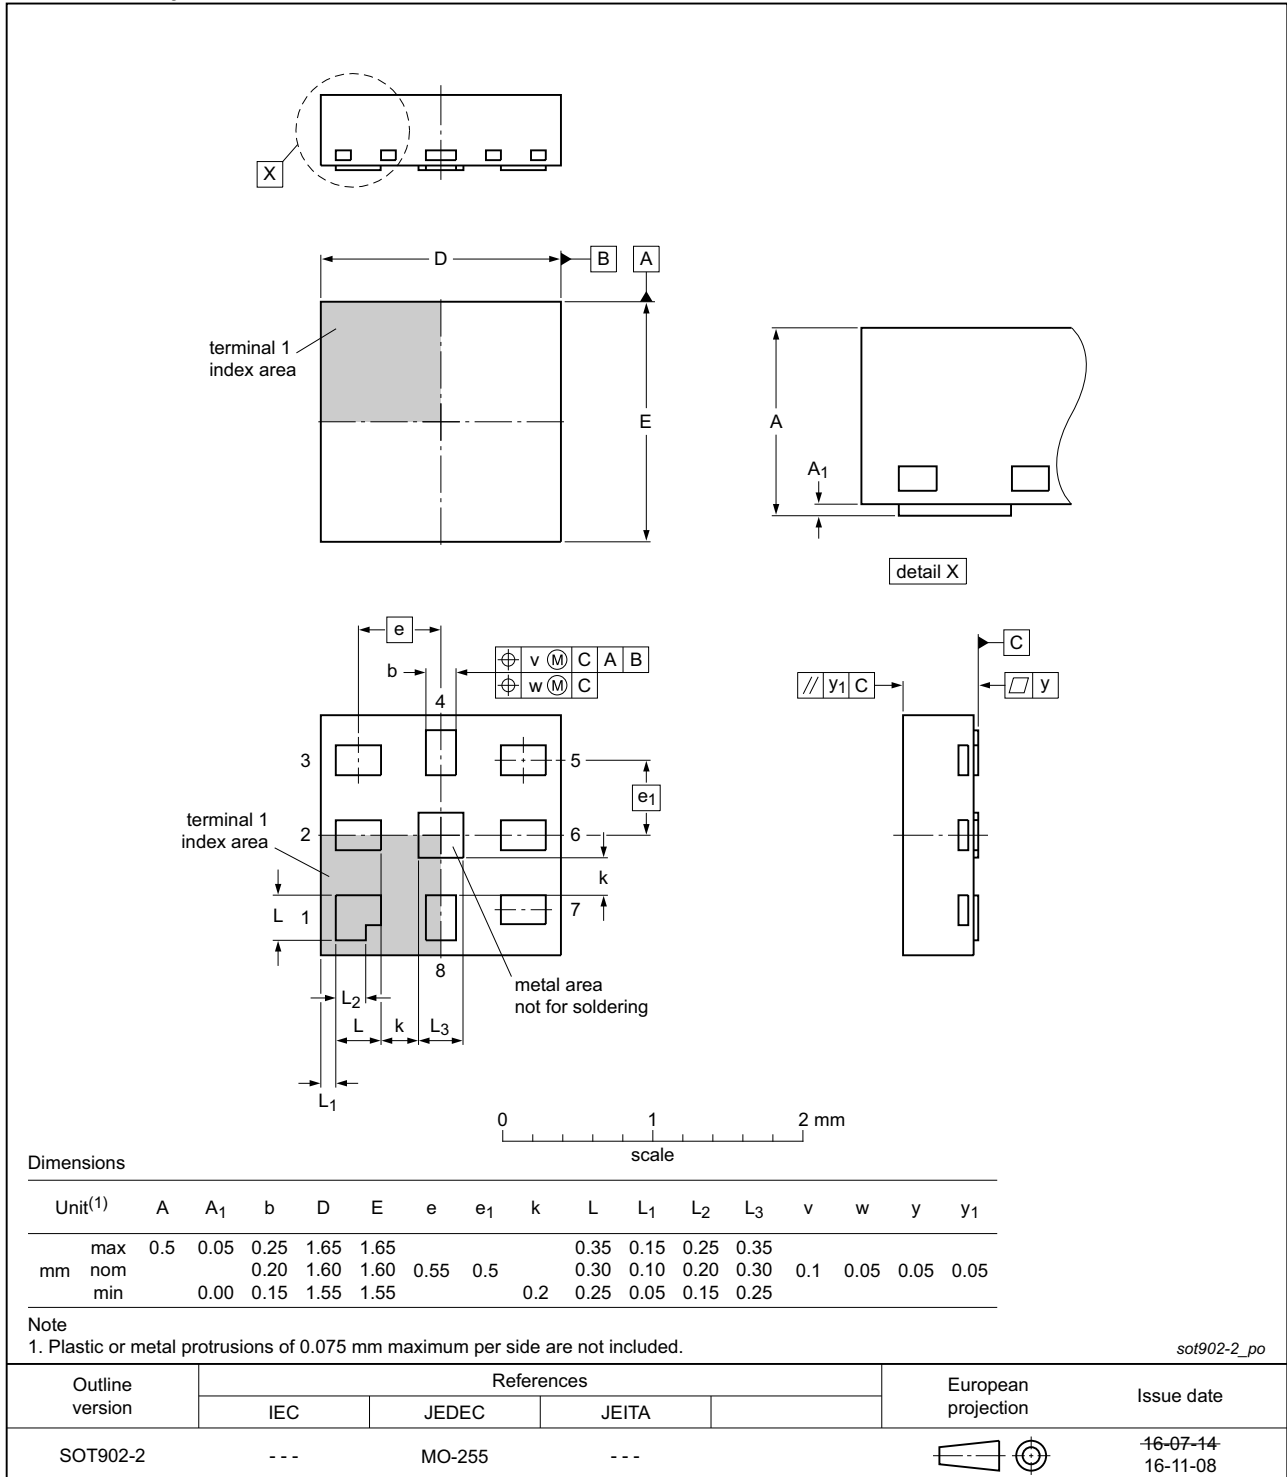 X
D
B
A
terminal 1
index area
E
A
A1
detail X
e
b
v M C A B
w M C
4
3
5
e1
terminal 1
index area
2
6
k
L
1
7
8
metal area
not for soldering
L2
L
k
L3
L1
C
// y1 C
y
0 1 2 mm
scale
Dimensions
Unit(1) A A1 b D E e e1 k L L1 L2 L3 v w y y1
max 0.5 0.05 0.25 1.65 1.65 0.35 0.15 0.25 0.35
mm nom 0.20 1.60 1.60 0.55 0.5 0.30 0.10 0.20 0.30 0.1 0.05 0.05 0.05
min 0.00 0.15 1.55 1.55 0.2 0.25 0.05 0.15 0.25
Note
1. Plastic or metal protrusions of 0.075 mm maximum per side are not included.
sot902-2_po
Outline
version
References
IEC JEDEC JEITA
European
projection
Issue date
SOT902-2 - - - MO-255 - - -
16-07-14
16-11-08